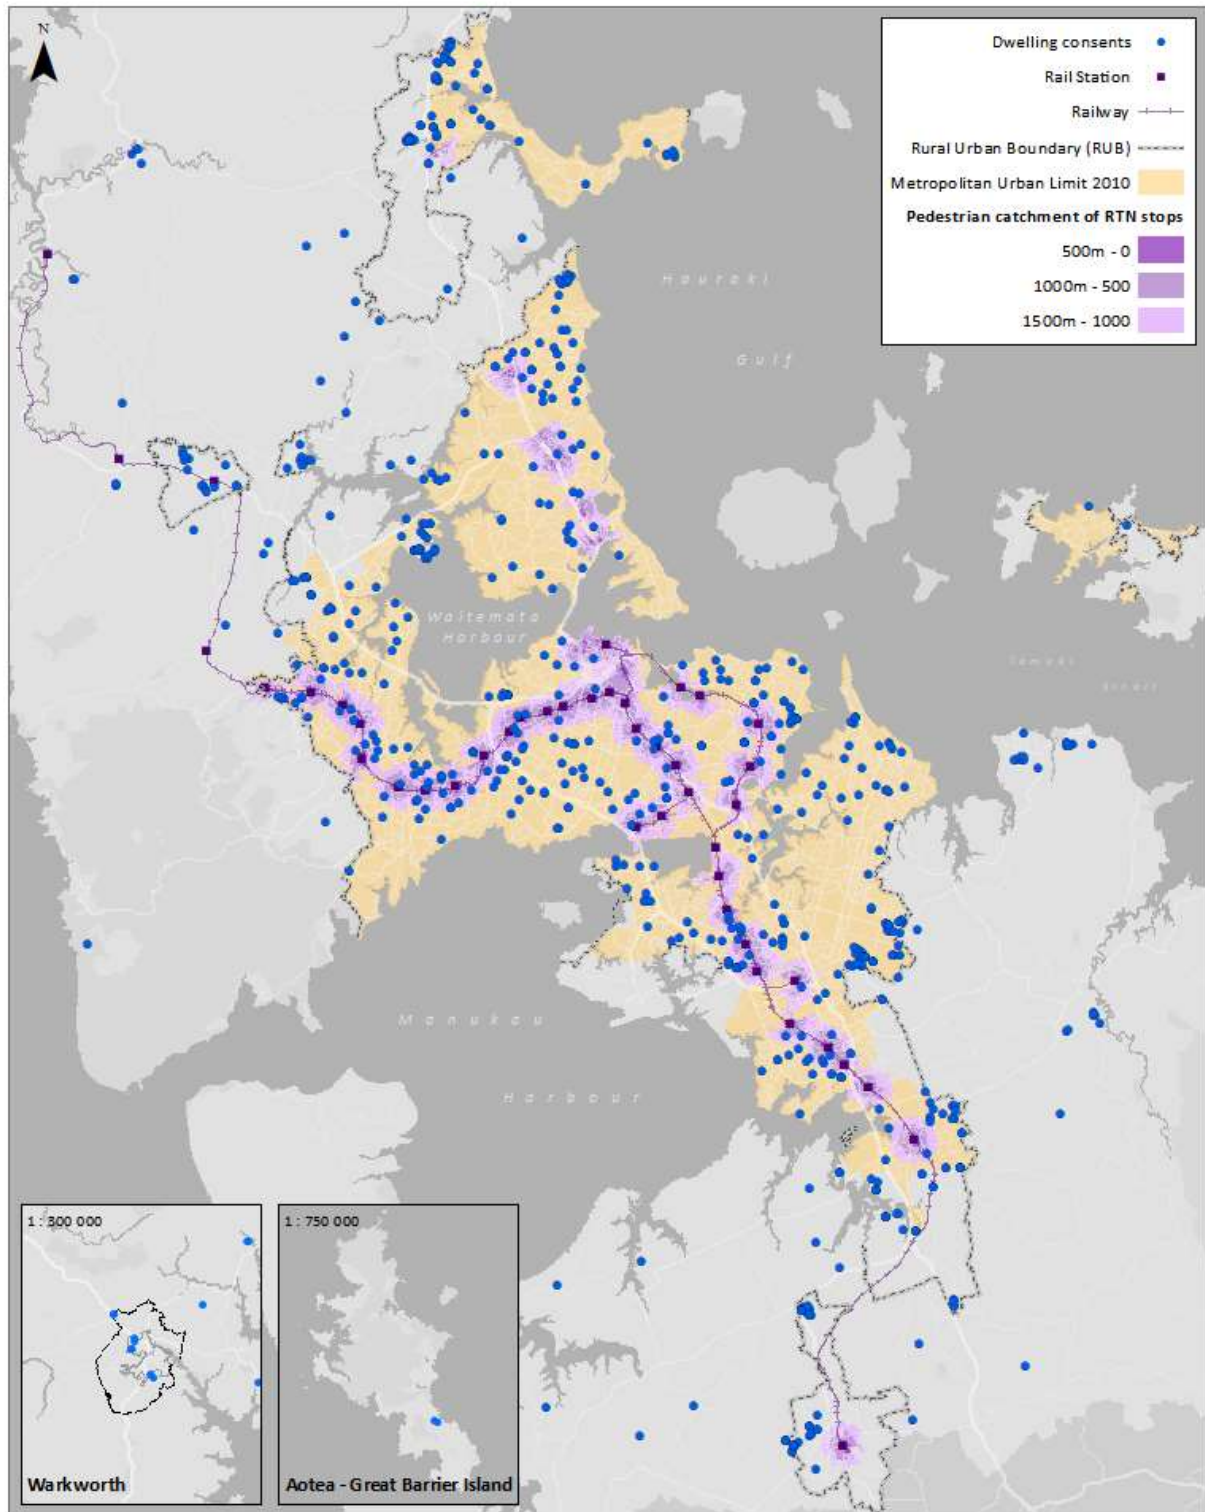 N
Dwelling consents
Rail Station
Railway
Rural Urban Boundary (RUB)
Metropolitan Urban Limit 2010
Pedestrian catchment of RTN stops
500m - 0
1000m - 500
1500m - 1000
Hauraki
Gulf
Waitemata
Harbour
Tamaki
Strait
Manukau
Harbour
1 : 300 000
Warkworth
1 : 750 000
Aotea - Great Barrier Island